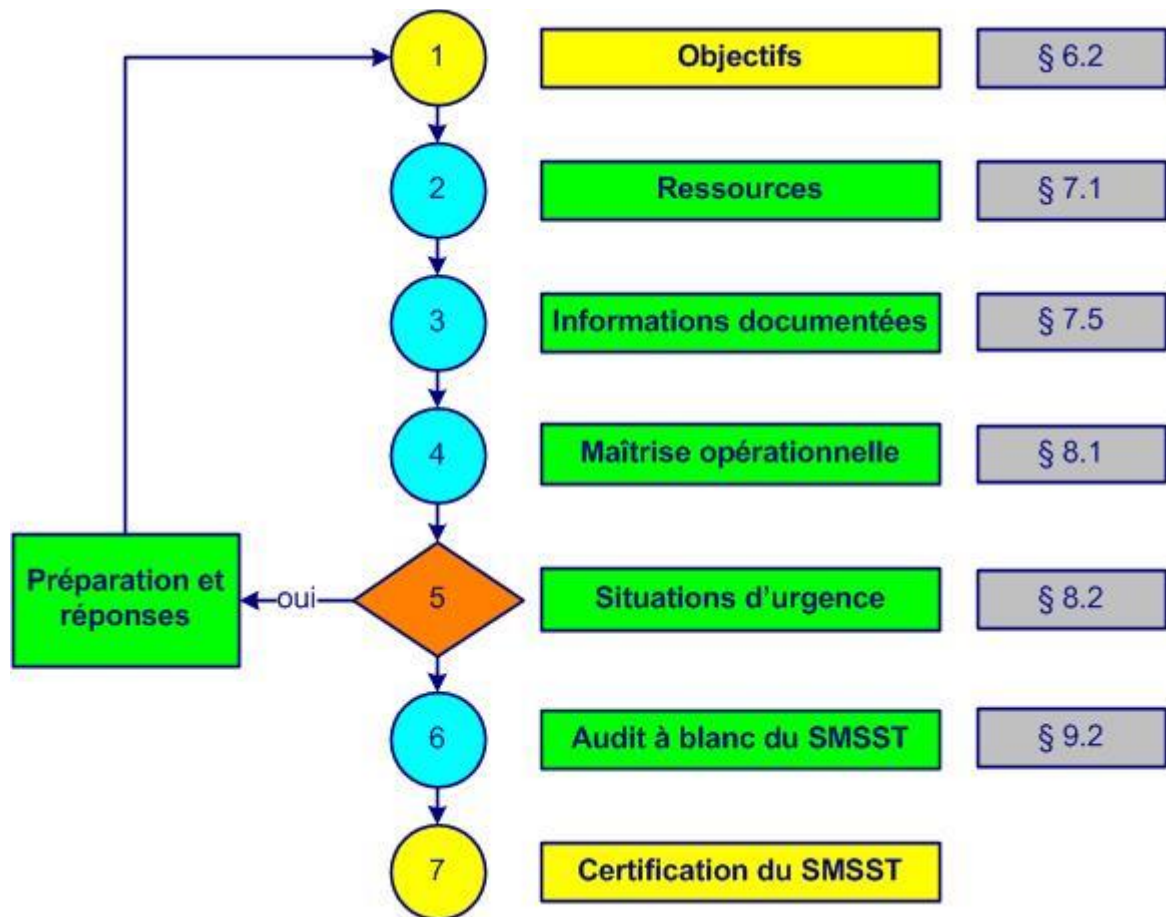 1
Objectifs
§ 6.2
2
Ressources
§ 7.1
3
Informations documentées
§ 7.5
4
Maîtrise opérationnelle
§ 8.1
Préparation et
réponses
oui
5
Situations d'urgence
§ 8.2
6
Audit à blanc du SMSST
§ 9.2
7
Certification du SMSST